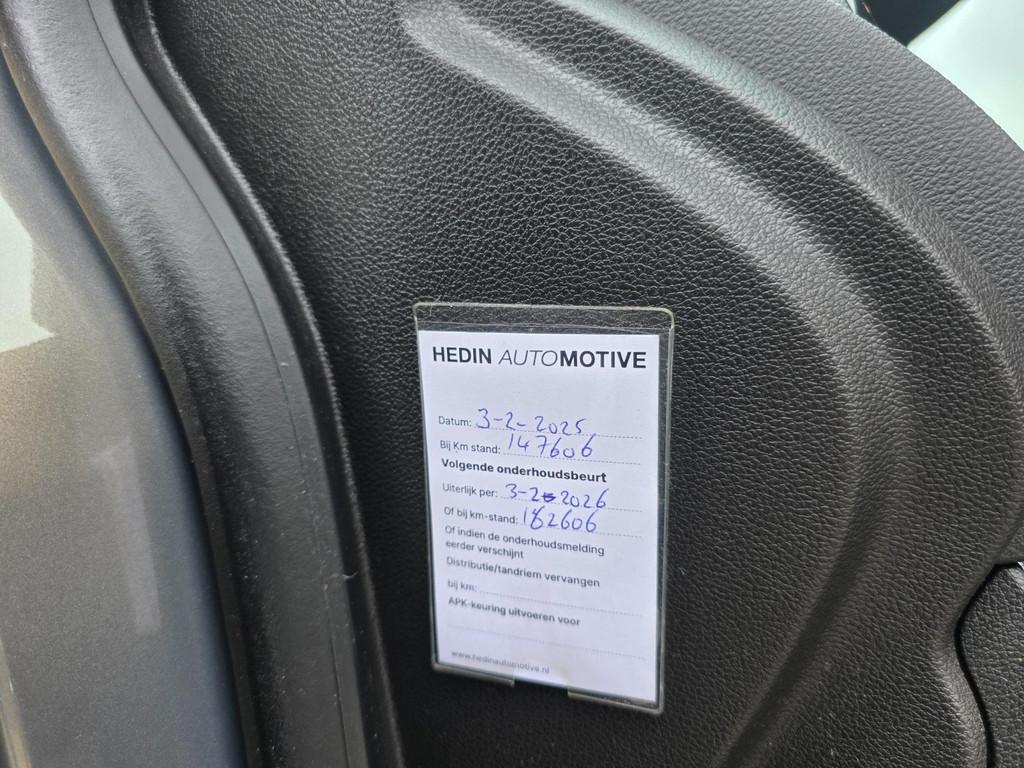 HEDIN AUTOMOTIVE
Datum: 3-2-2025
Bij Km stand: 147606
Volgende onderhoudsbeurt
Uiterlijk per: 3-2-2026
Of bij km-stand: 182606
Of indien de onderhoudsmelding
eerder verschijnt
Distributie/tandriem vervangen
bij km:
APK-keuring uitvoeren voor
www.hedinautomotive.nl